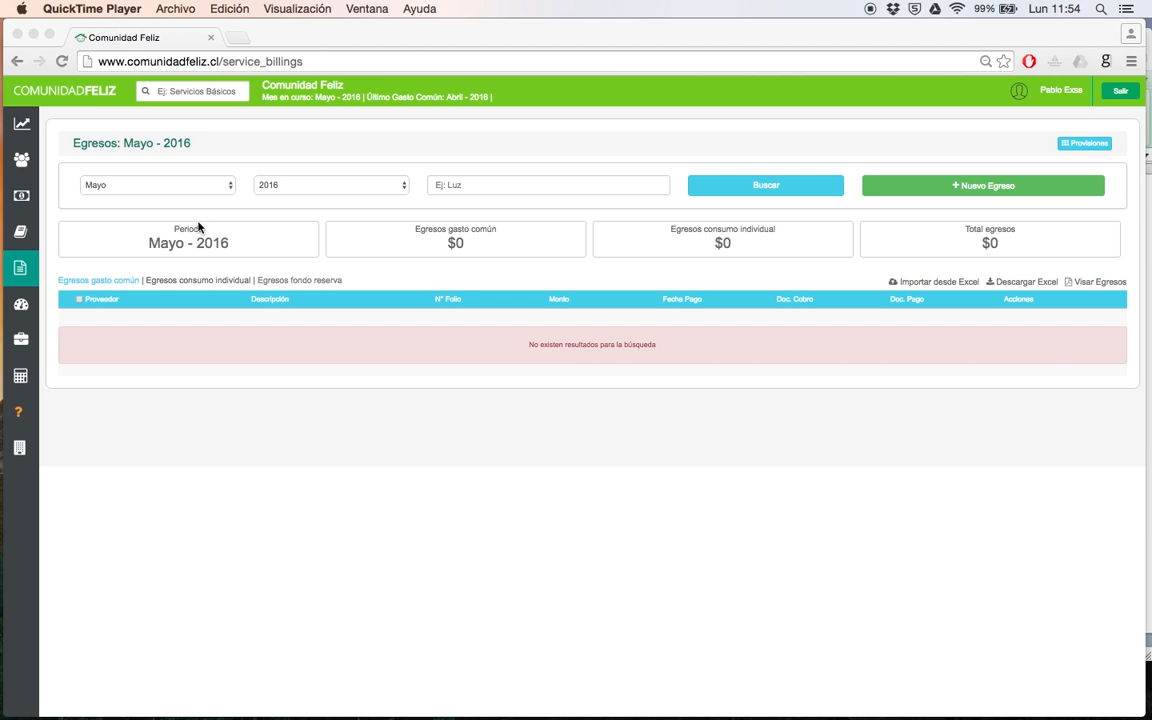 QuickTime Player Archivo Edición Visualización Ventana Ayuda 99% Lun 11:54
Comunidad Feliz
www.comunidadfeliz.cl/service_billings
COMUNIDADFELIZ Ej: Servicios Básicos Comunidad Feliz Pablo Exss Salir
Mes en curso: Mayo - 2016 | Último Gasto Común: Abril - 2016 |
Egresos: Mayo - 2016 Provisiones
Mayo 2016 Ej: Luz Buscar + Nuevo Egreso
Egresos gasto común Egresos consumo individual Total egresos
Mayo - 2016 $0 $0 $0
Egresos gasto común | Egresos consumo individual | Egresos fondo reserva Importar desde Excel Descargar Excel Visar Egresos
Proveedor Descripción N° Folio Monto Fecha Pago Doc. Cobro Doc. Pago Acciones
No existen resultados para la búsqueda